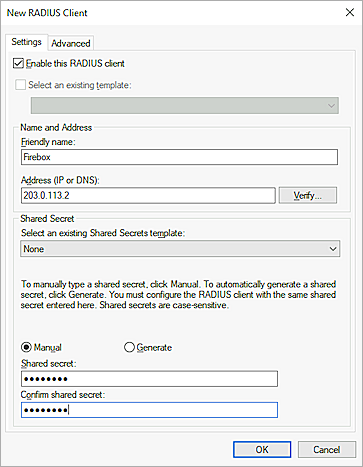 New RADIUS Client
Settings
Advanced
Enable this RADIUS client
Select an existing template:
Name and Address
Friendly name:
Firebox
Address (IP or DNS):
203.0.113.2
Verify...
Shared Secret
Select an existing Shared Secrets template:
None
To manually type a shared secret, click Manual. To automatically generate a shared
secret, click Generate. You must configure the RADIUS client with the same shared
secret entered here. Shared secrets are case-sensitive.
Manual
Generate
Shared secret:
●●●●●●●●
Confirm shared secret:
●●●●●●●●
OK
Cancel